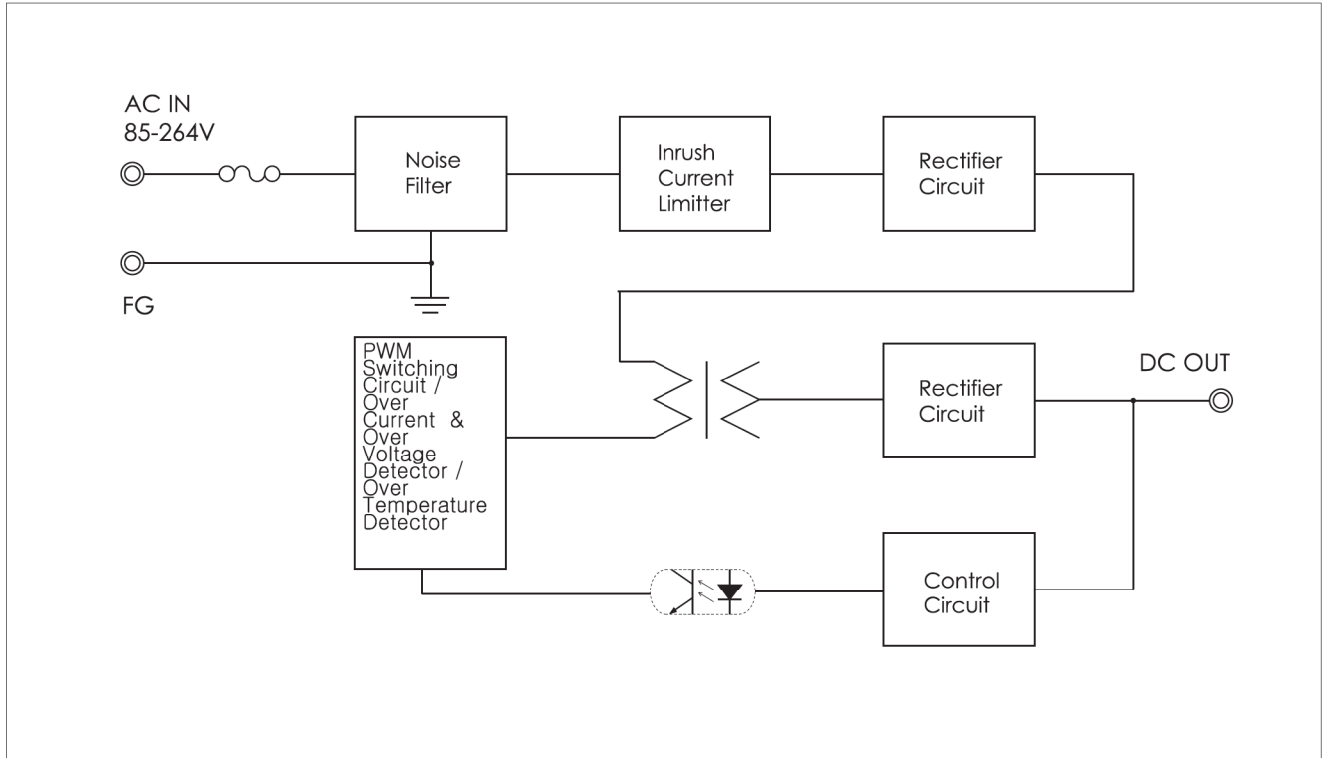 AC IN
85-264V
Noise
Filter
Inrush
Current
Limitter
Rectifier
Circuit
FG
PWM
Switching
Circuit /
Over
Current &
Over
Voltage
Detector /
Over
Temperature
Detector
Rectifier
Circuit
DC OUT
Control
Circuit